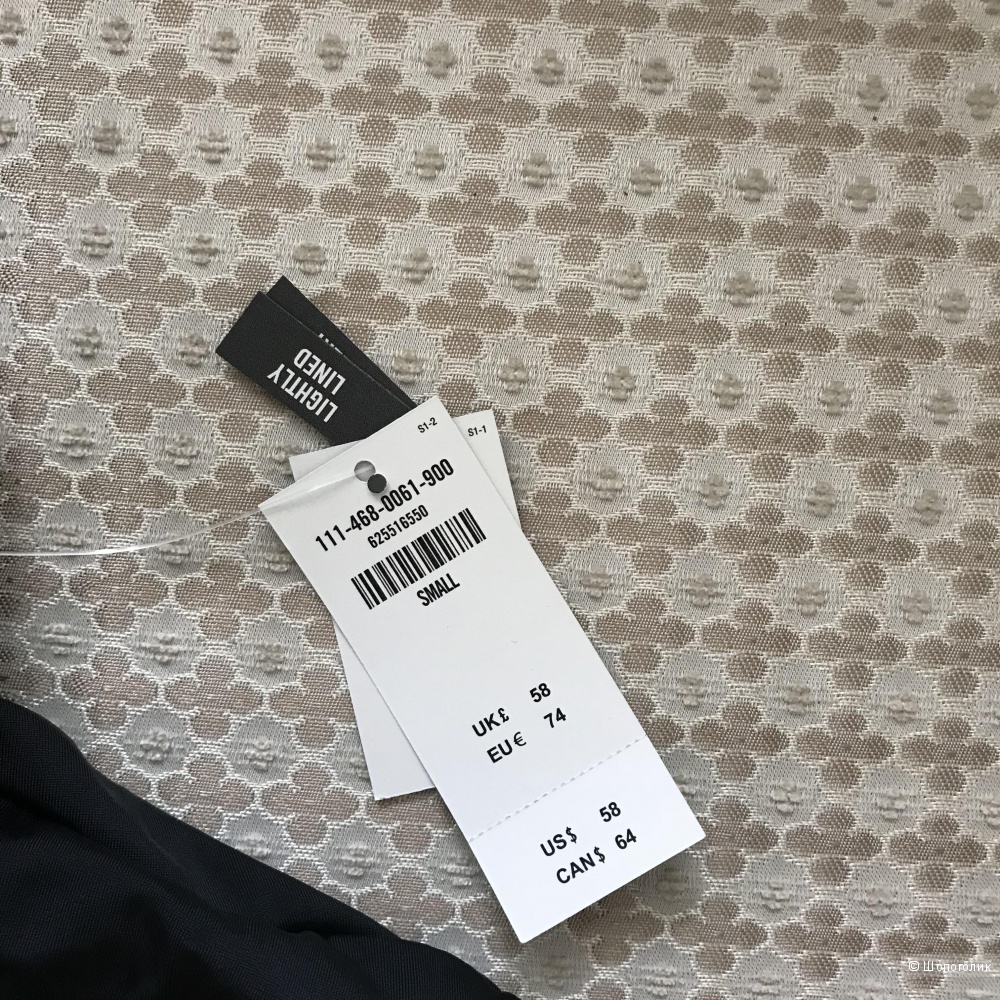 LIGHTLY
LINED
S1-2
S1-1
111-468-0061-900
625516550
SMALL
UK£ 58
EU€ 74
US$ 58
CAN$ 64
© Шопоголик